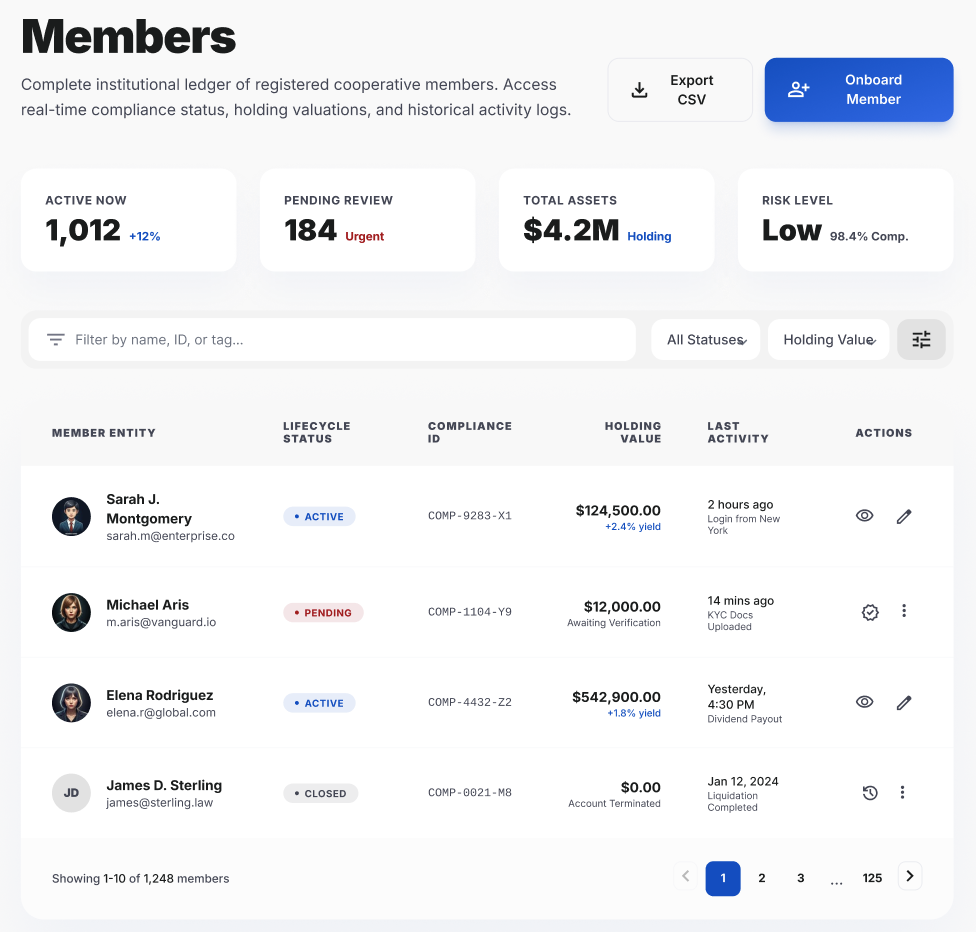 Members
Complete institutional ledger of registered cooperative members. Access
real-time compliance status, holding valuations, and historical activity logs.
Export
CSV
Onboard
Member
ACTIVE NOW
1,012 +12%
PENDING REVIEW
184 Urgent
TOTAL ASSETS
$4.2M Holding
RISK LEVEL
Low 98.4% Comp.
Filter by name, ID, or tag...
All Statuses
Holding Value
MEMBER ENTITY
LIFECYCLE
STATUS
COMPLIANCE
ID
HOLDING
VALUE
LAST
ACTIVITY
ACTIONS
Sarah J.
Montgomery
sarah.m@enterprise.co
• ACTIVE
COMP-9283-X1
$124,500.00
+2.4% yield
2 hours ago
Login from New
York
Michael Aris
m.aris@vanguard.io
• PENDING
COMP-1104-Y9
$12,000.00
Awaiting Verification
14 mins ago
KYC Docs
Uploaded
Elena Rodriguez
elena.r@global.com
• ACTIVE
COMP-4432-Z2
$542,900.00
+1.8% yield
Yesterday,
4:30 PM
Dividend Payout
JD
James D. Sterling
james@sterling.law
• CLOSED
COMP-0021-M8
$0.00
Account Terminated
Jan 12, 2024
Liquidation
Completed
Showing 1-10 of 1,248 members
1 2 3 ... 125